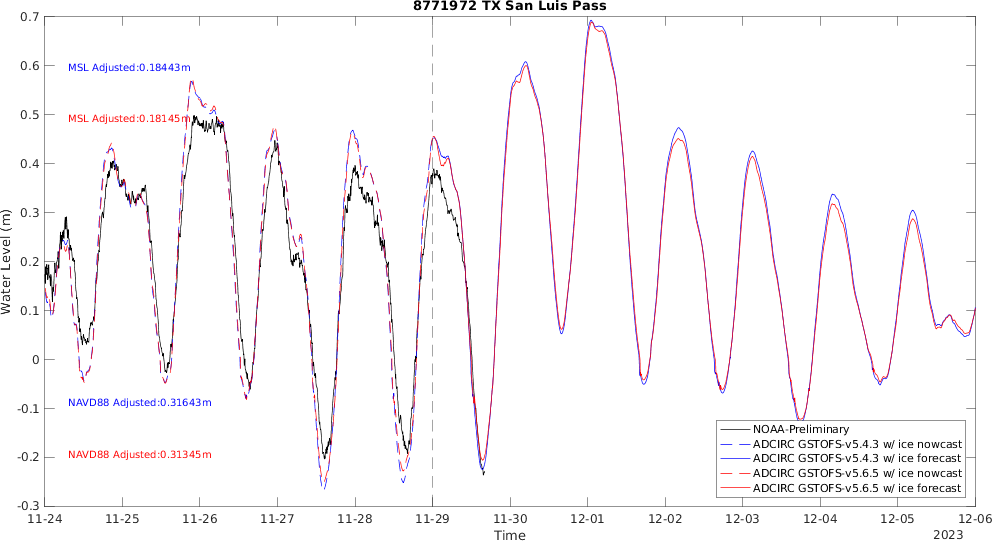 8771972 TX San Luis Pass
0.7
0.6
0.5
0.4
0.3
0.2
0.1
0
-0.1
-0.2
-0.3
Water Level (m)
MSL Adjusted:0.18443m
MSL Adjusted:0.18145m
NAVD88 Adjusted:0.31643m
NAVD88 Adjusted:0.31345m
NOAA-Preliminary
ADCIRC GSTOFS-v5.4.3 w/ ice nowcast
ADCIRC GSTOFS-v5.4.3 w/ ice forecast
ADCIRC GSTOFS-v5.6.5 w/ ice nowcast
ADCIRC GSTOFS-v5.6.5 w/ ice forecast
11-24 11-25 11-26 11-27 11-28 11-29 11-30 12-01 12-02 12-03 12-04 12-05 12-06
Time
2023